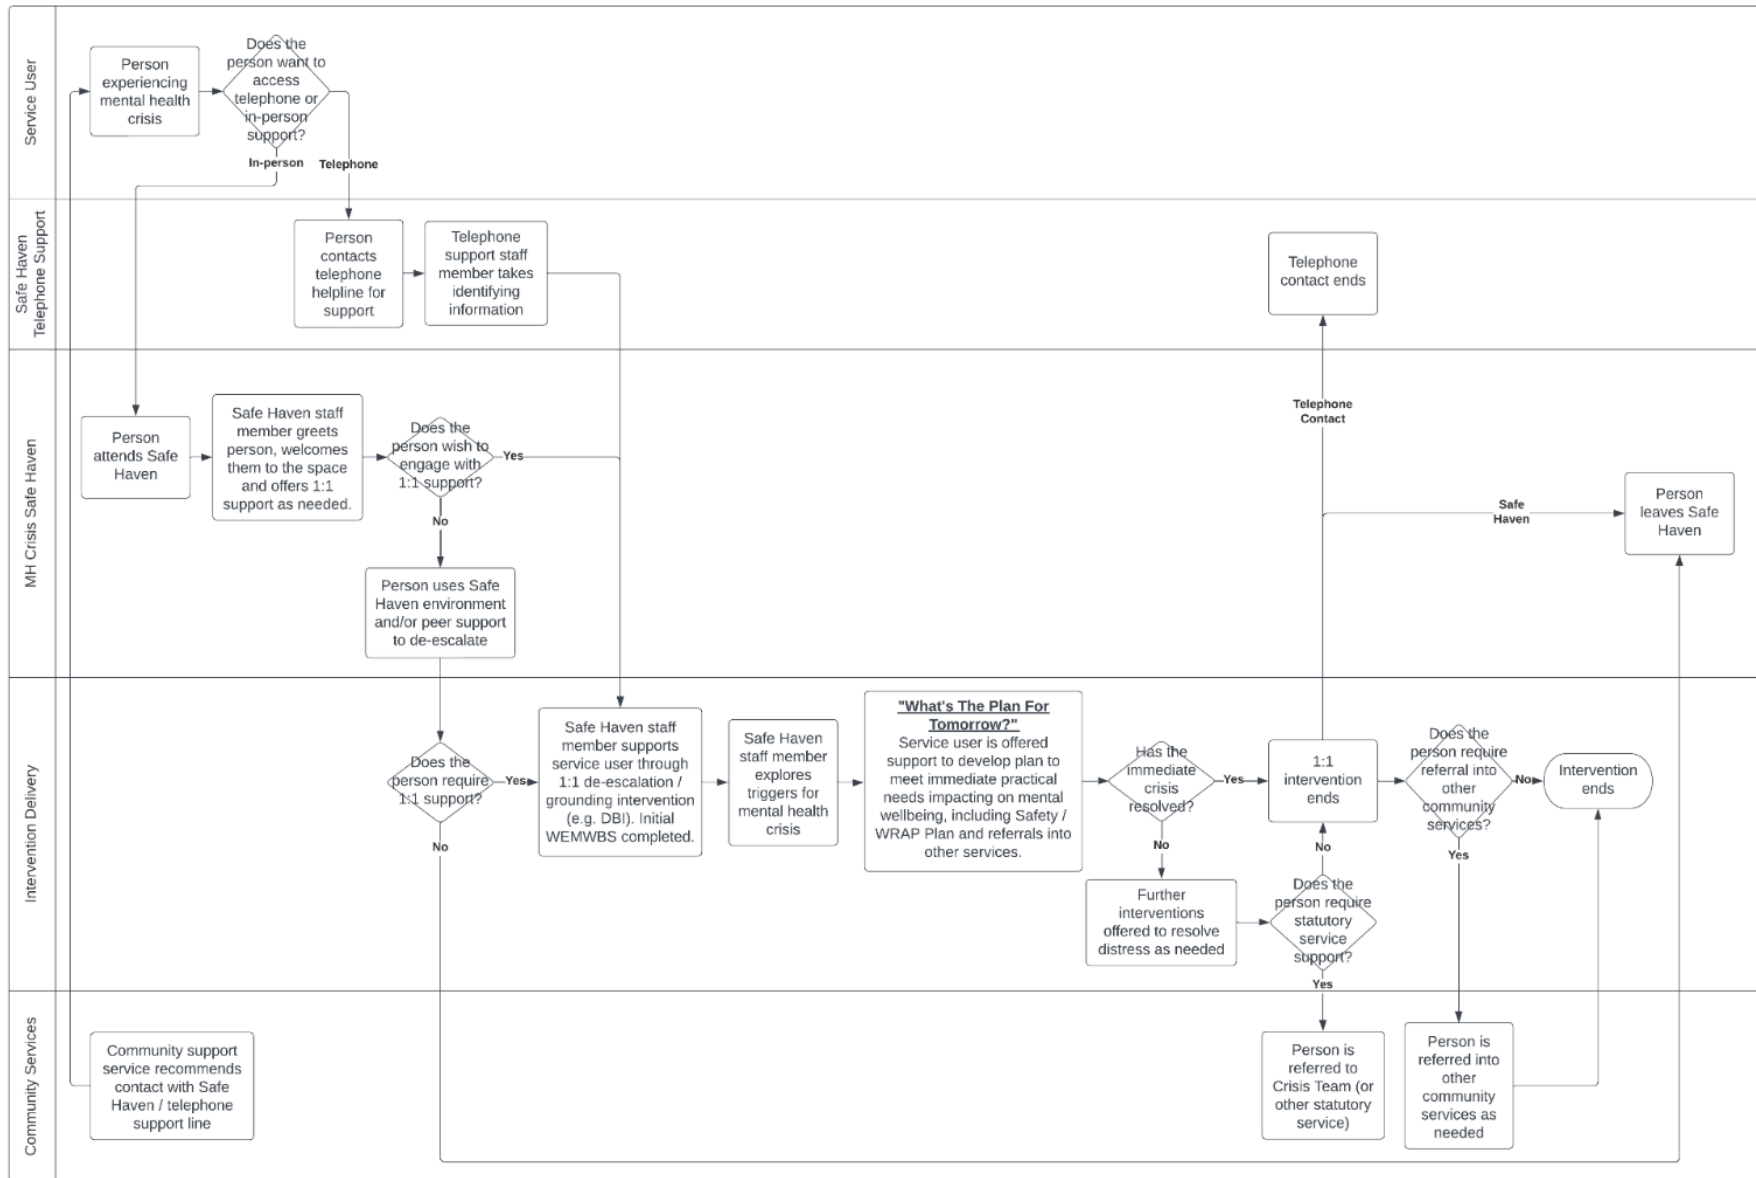 Service User
Person
experiencing
mental health
crisis
Does the
person want to
access
telephone or
in-person
support?
In-person
Telephone
Safe Haven
Telephone Support
Person
contacts
telephone
helpline for
support
Telephone
support staff
member takes
identifying
information
Telephone
contact ends
MH Crisis Safe Haven
Person
attends Safe
Haven
Safe Haven staff
member greets
person, welcomes
them to the space
and offers 1:1
support as needed.
Does the
person wish to
engage with
1:1 support?
Yes
No
Person uses Safe
Haven environment
and/or peer support
to de-escalate
Telephone
Contact
Safe
Haven
Person
leaves Safe
Haven
Intervention Delivery
Does the
person require
1:1 support?
Yes
No
Safe Haven staff
member supports
service user through
1:1 de-escalation /
grounding intervention
(e.g. DBI). Initial
WEMWBS completed.
Safe Haven
staff member
explores
triggers for
mental health
crisis
"What's The Plan For
Tomorrow?"
Service user is offered
support to develop plan to
meet immediate practical
needs impacting on mental
wellbeing, including Safety /
WRAP Plan and referrals into
other services.
Has the
immediate
crisis
resolved?
Yes
No
Further
interventions
offered to resolve
distress as needed
1:1
intervention
ends
No
Does the
person require
statutory
service
support?
Yes
Does the
person require
referral into
other
community
services?
No
Yes
Intervention
ends
Community Services
Community support
service recommends
contact with Safe
Haven / telephone
support line
Person is
referred to
Crisis Team (or
other statutory
service)
Person is
referred into
other
community
services as
needed